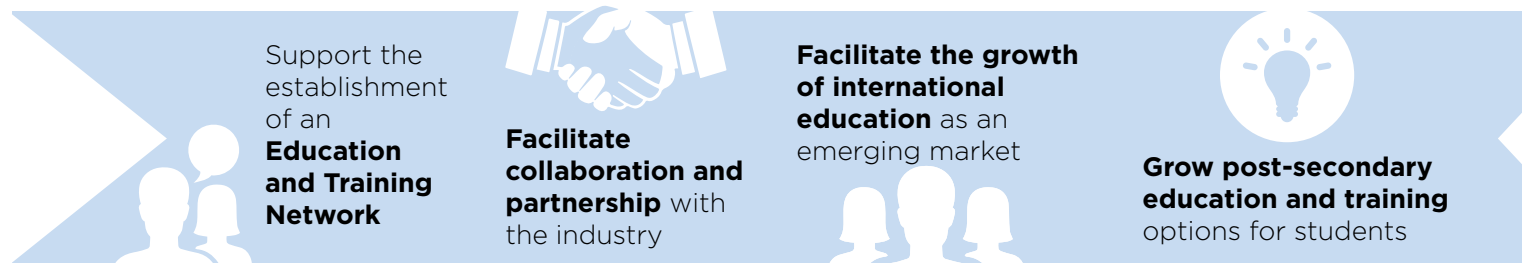 Support the
establishment
of an
Education
and Training
Network
Facilitate
collaboration and
partnership with
the industry
Facilitate the growth
of international
education as an
emerging market
Grow post-secondary
education and training
options for students